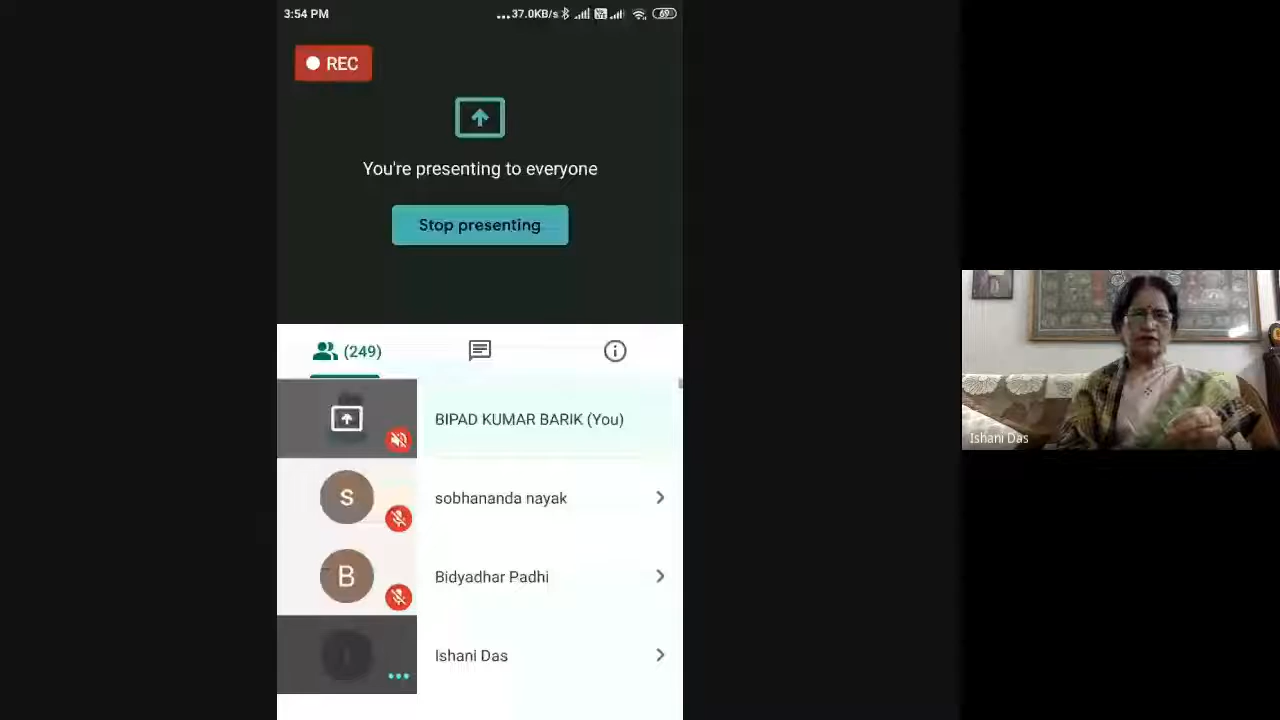 3:54 PM
...37.0KB/s
69
REC
You're presenting to everyone
Stop presenting
(249)
BIPAD KUMAR BARIK (You)
S
sobhananda nayak
B
Bidyadhar Padhi
Ishani Das
Ishani Das